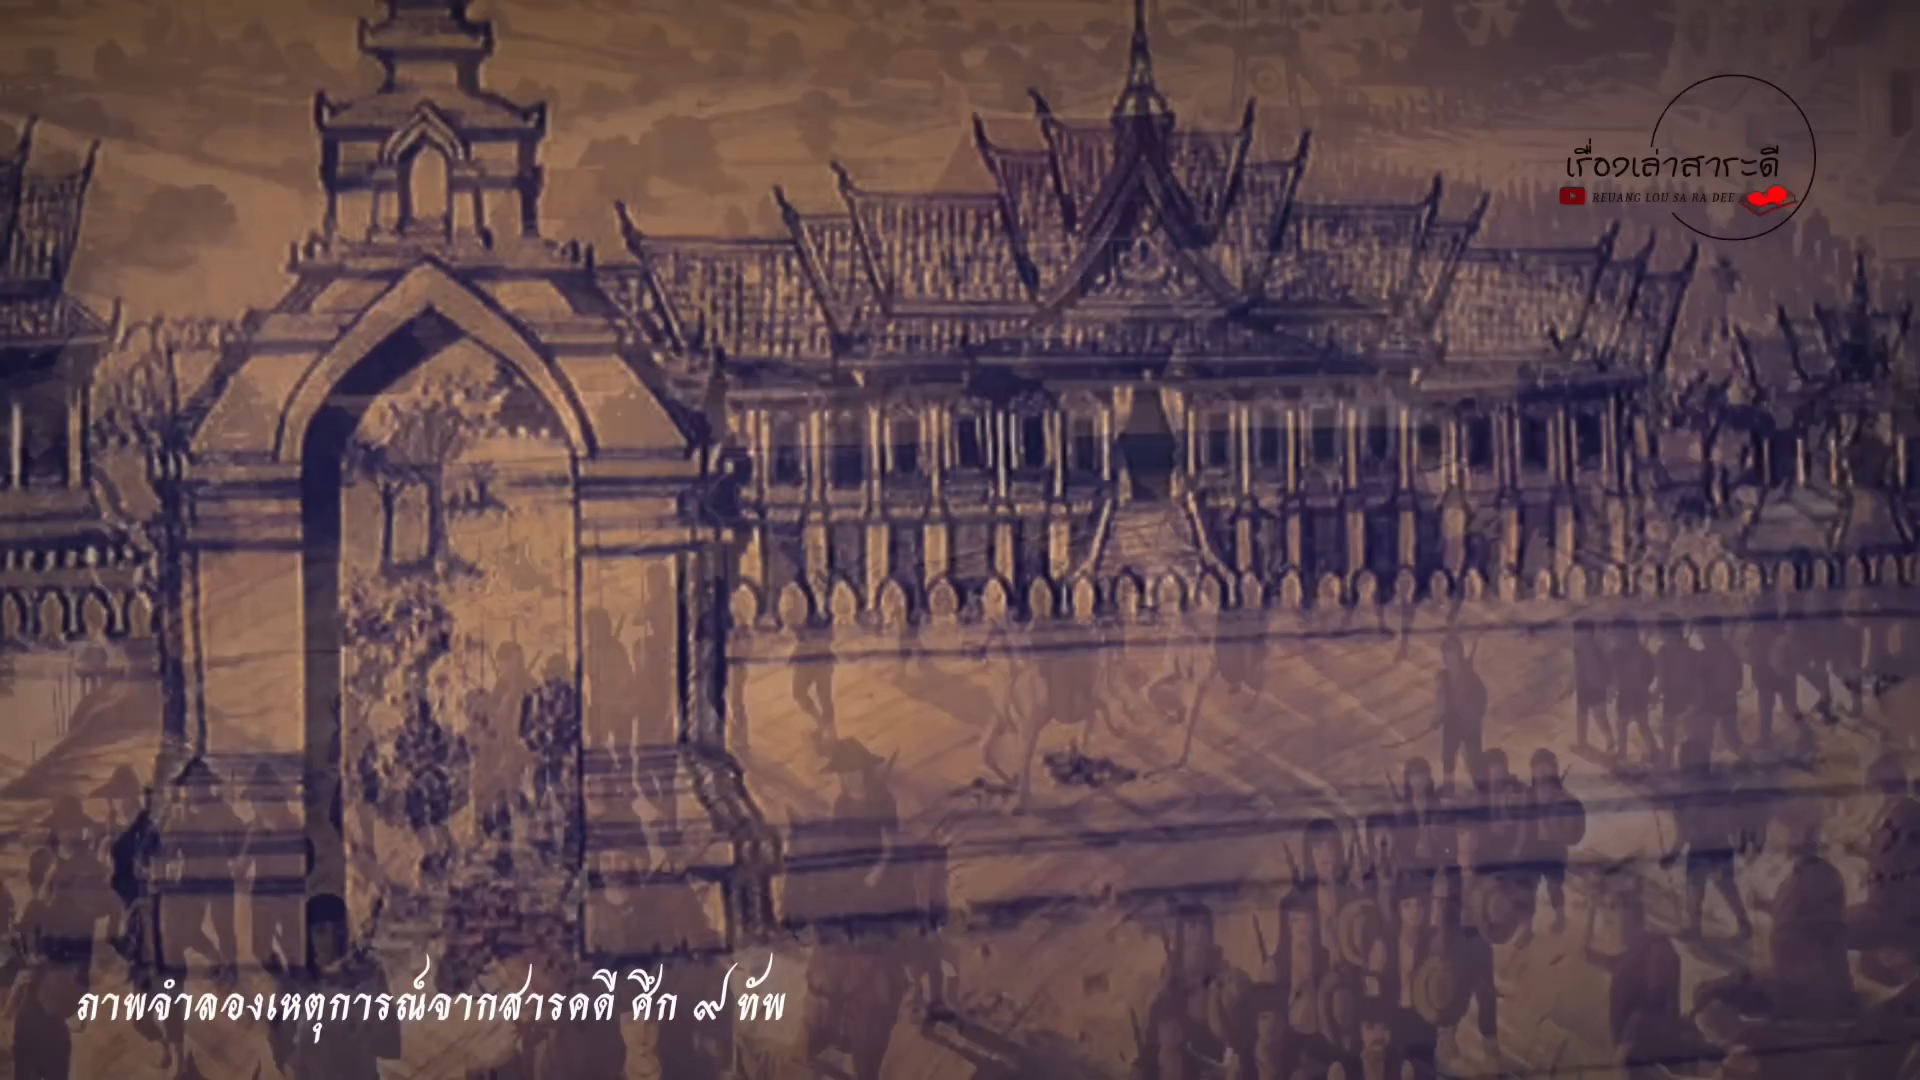 เรื่องเล่าสาระดี
REUANG LOU SA RA DEE
ภาพจำลองเหตุการณ์จากสารคดี ศึก ๙ ทัพ